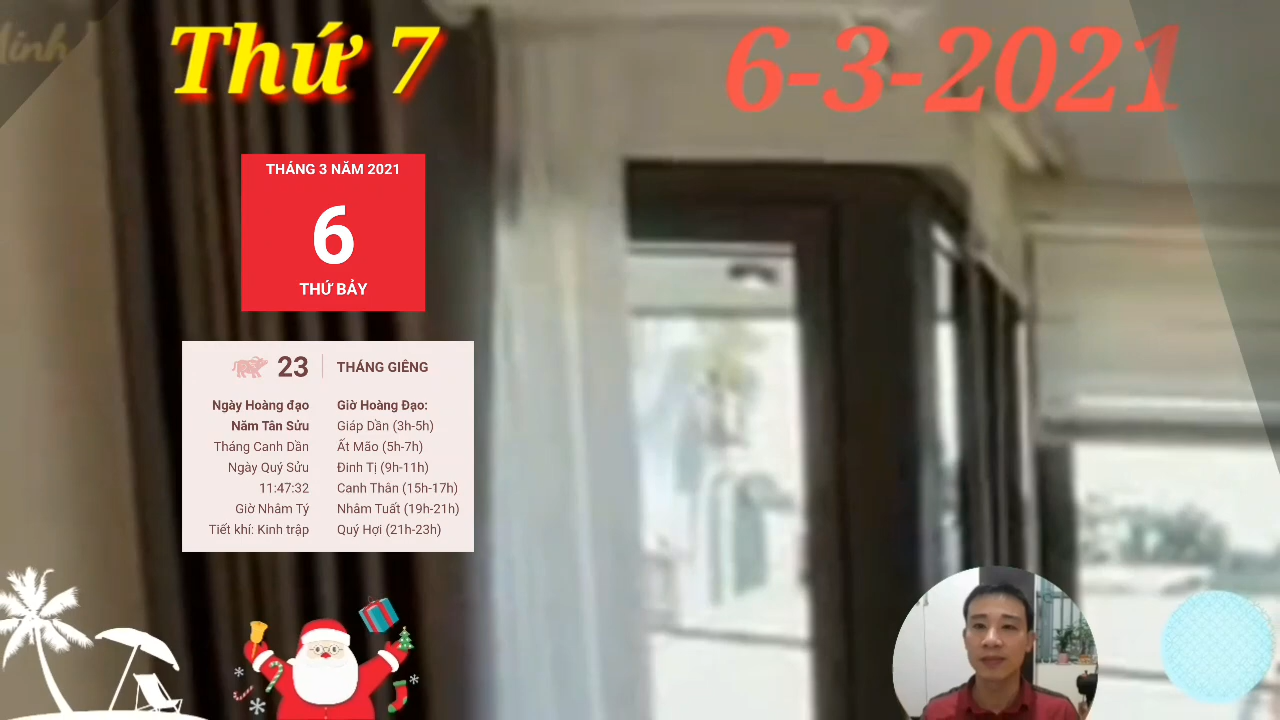 Minh
Thứ 7
6-3-2021
THÁNG 3 NĂM 2021
6
THỨ BẢY
23
THÁNG GIÊNG
Ngày Hoàng đạo
Năm Tân Sửu
Tháng Canh Dần
Ngày Quý Sửu
11:47:32
Giờ Nhâm Tý
Tiết khí: Kinh trập
Giờ Hoàng Đạo:
Giáp Dần (3h-5h)
Ất Mão (5h-7h)
Đinh Tị (9h-11h)
Canh Thân (15h-17h)
Nhâm Tuất (19h-21h)
Quý Hợi (21h-23h)